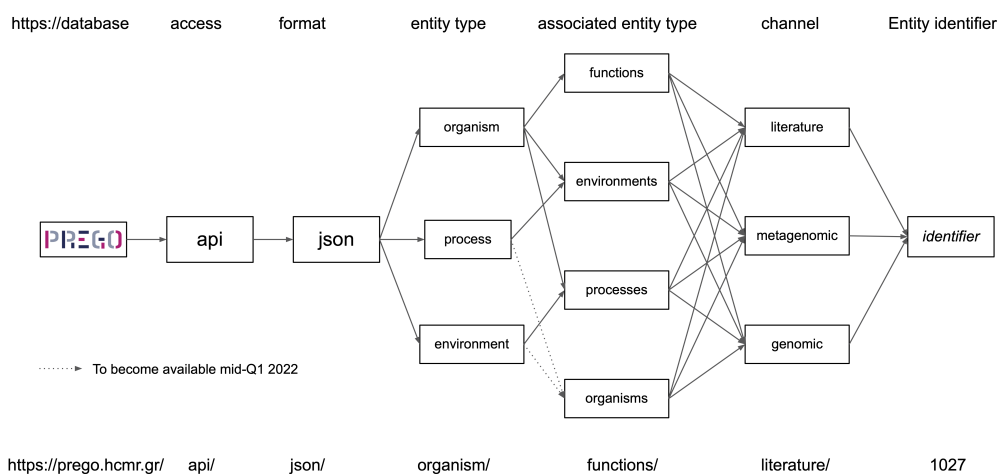 https://database access format entity type associated entity type channel Entity identifier
functions
organism literature
environments
PREGO api json process metagenomic identifier
processes
environment genomic
To become available mid-Q1 2022
organisms
https://prego.hcmr.gr/ api/ json/ organism/ functions/ literature/ 1027